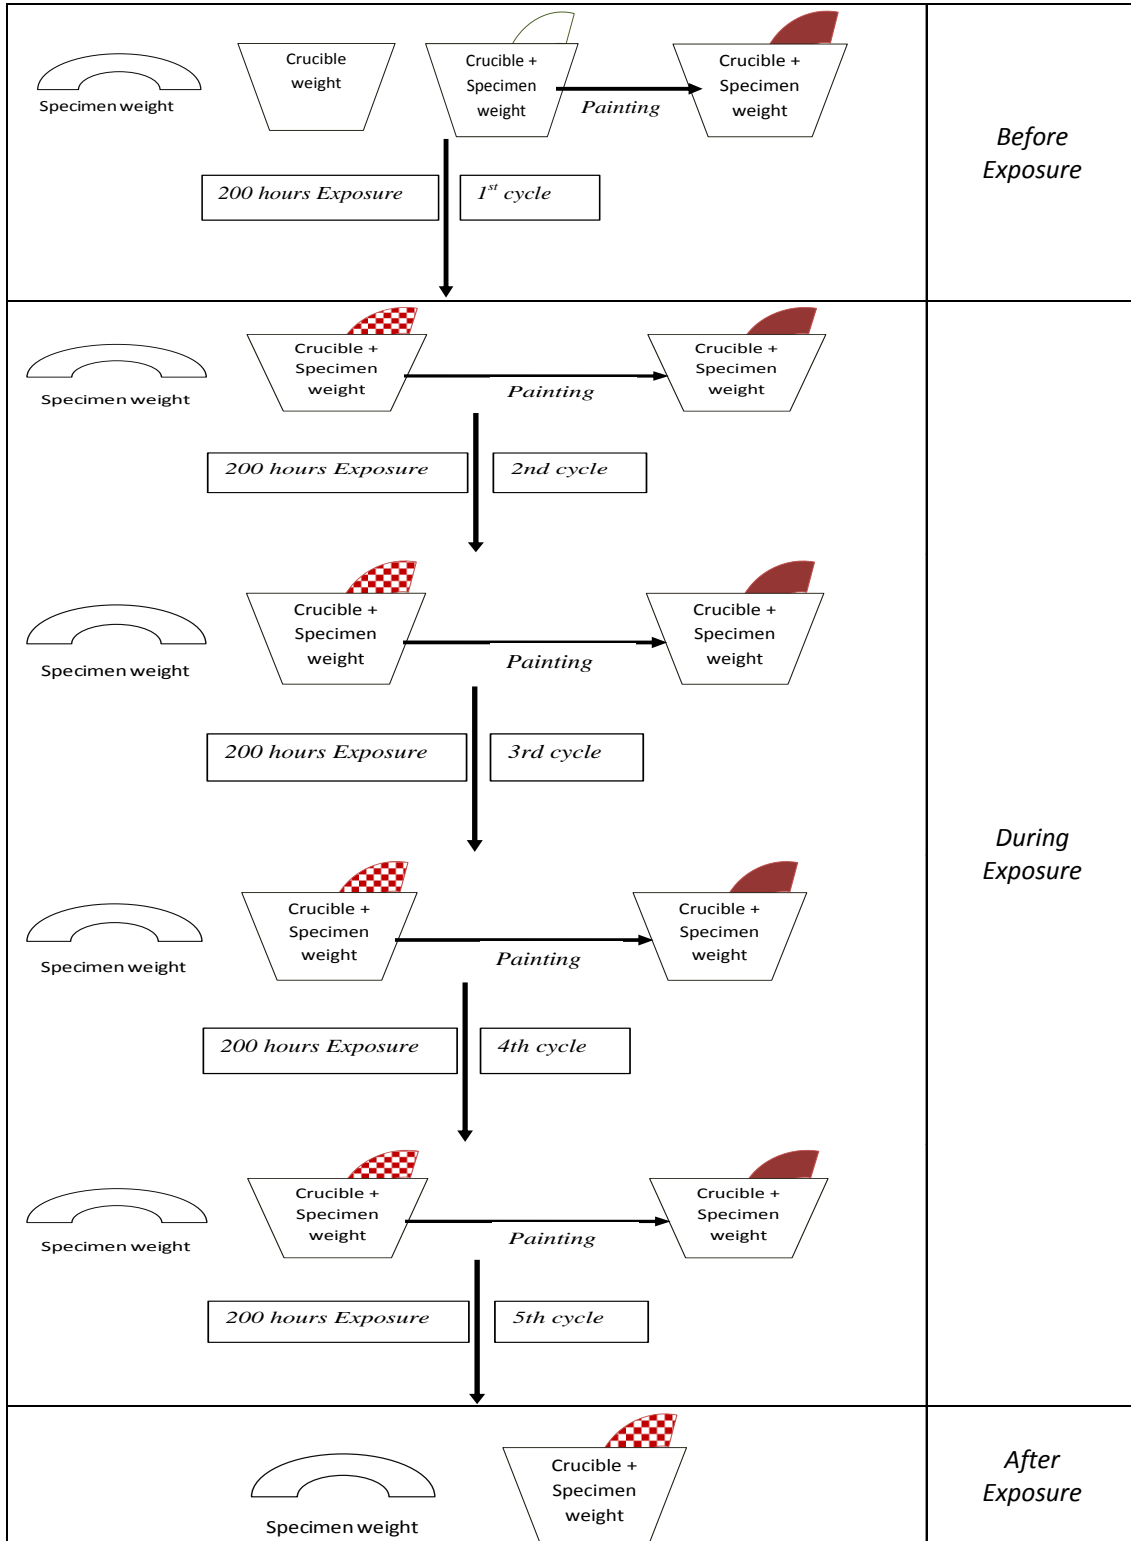 Crucible
weight
Crucible +
Specimen
weight
Crucible +
Specimen
weight
Specimen weight
Painting
Before
Exposure
200 hours Exposure
1st cycle
Crucible +
Specimen
weight
Crucible +
Specimen
weight
Specimen weight
Painting
200 hours Exposure
2nd cycle
Crucible +
Specimen
weight
Crucible +
Specimen
weight
Specimen weight
Painting
200 hours Exposure
3rd cycle
During
Exposure
Crucible +
Specimen
weight
Crucible +
Specimen
weight
Specimen weight
Painting
200 hours Exposure
4th cycle
Crucible +
Specimen
weight
Crucible +
Specimen
weight
Specimen weight
Painting
200 hours Exposure
5th cycle
Crucible +
Specimen
weight
Specimen weight
After
Exposure